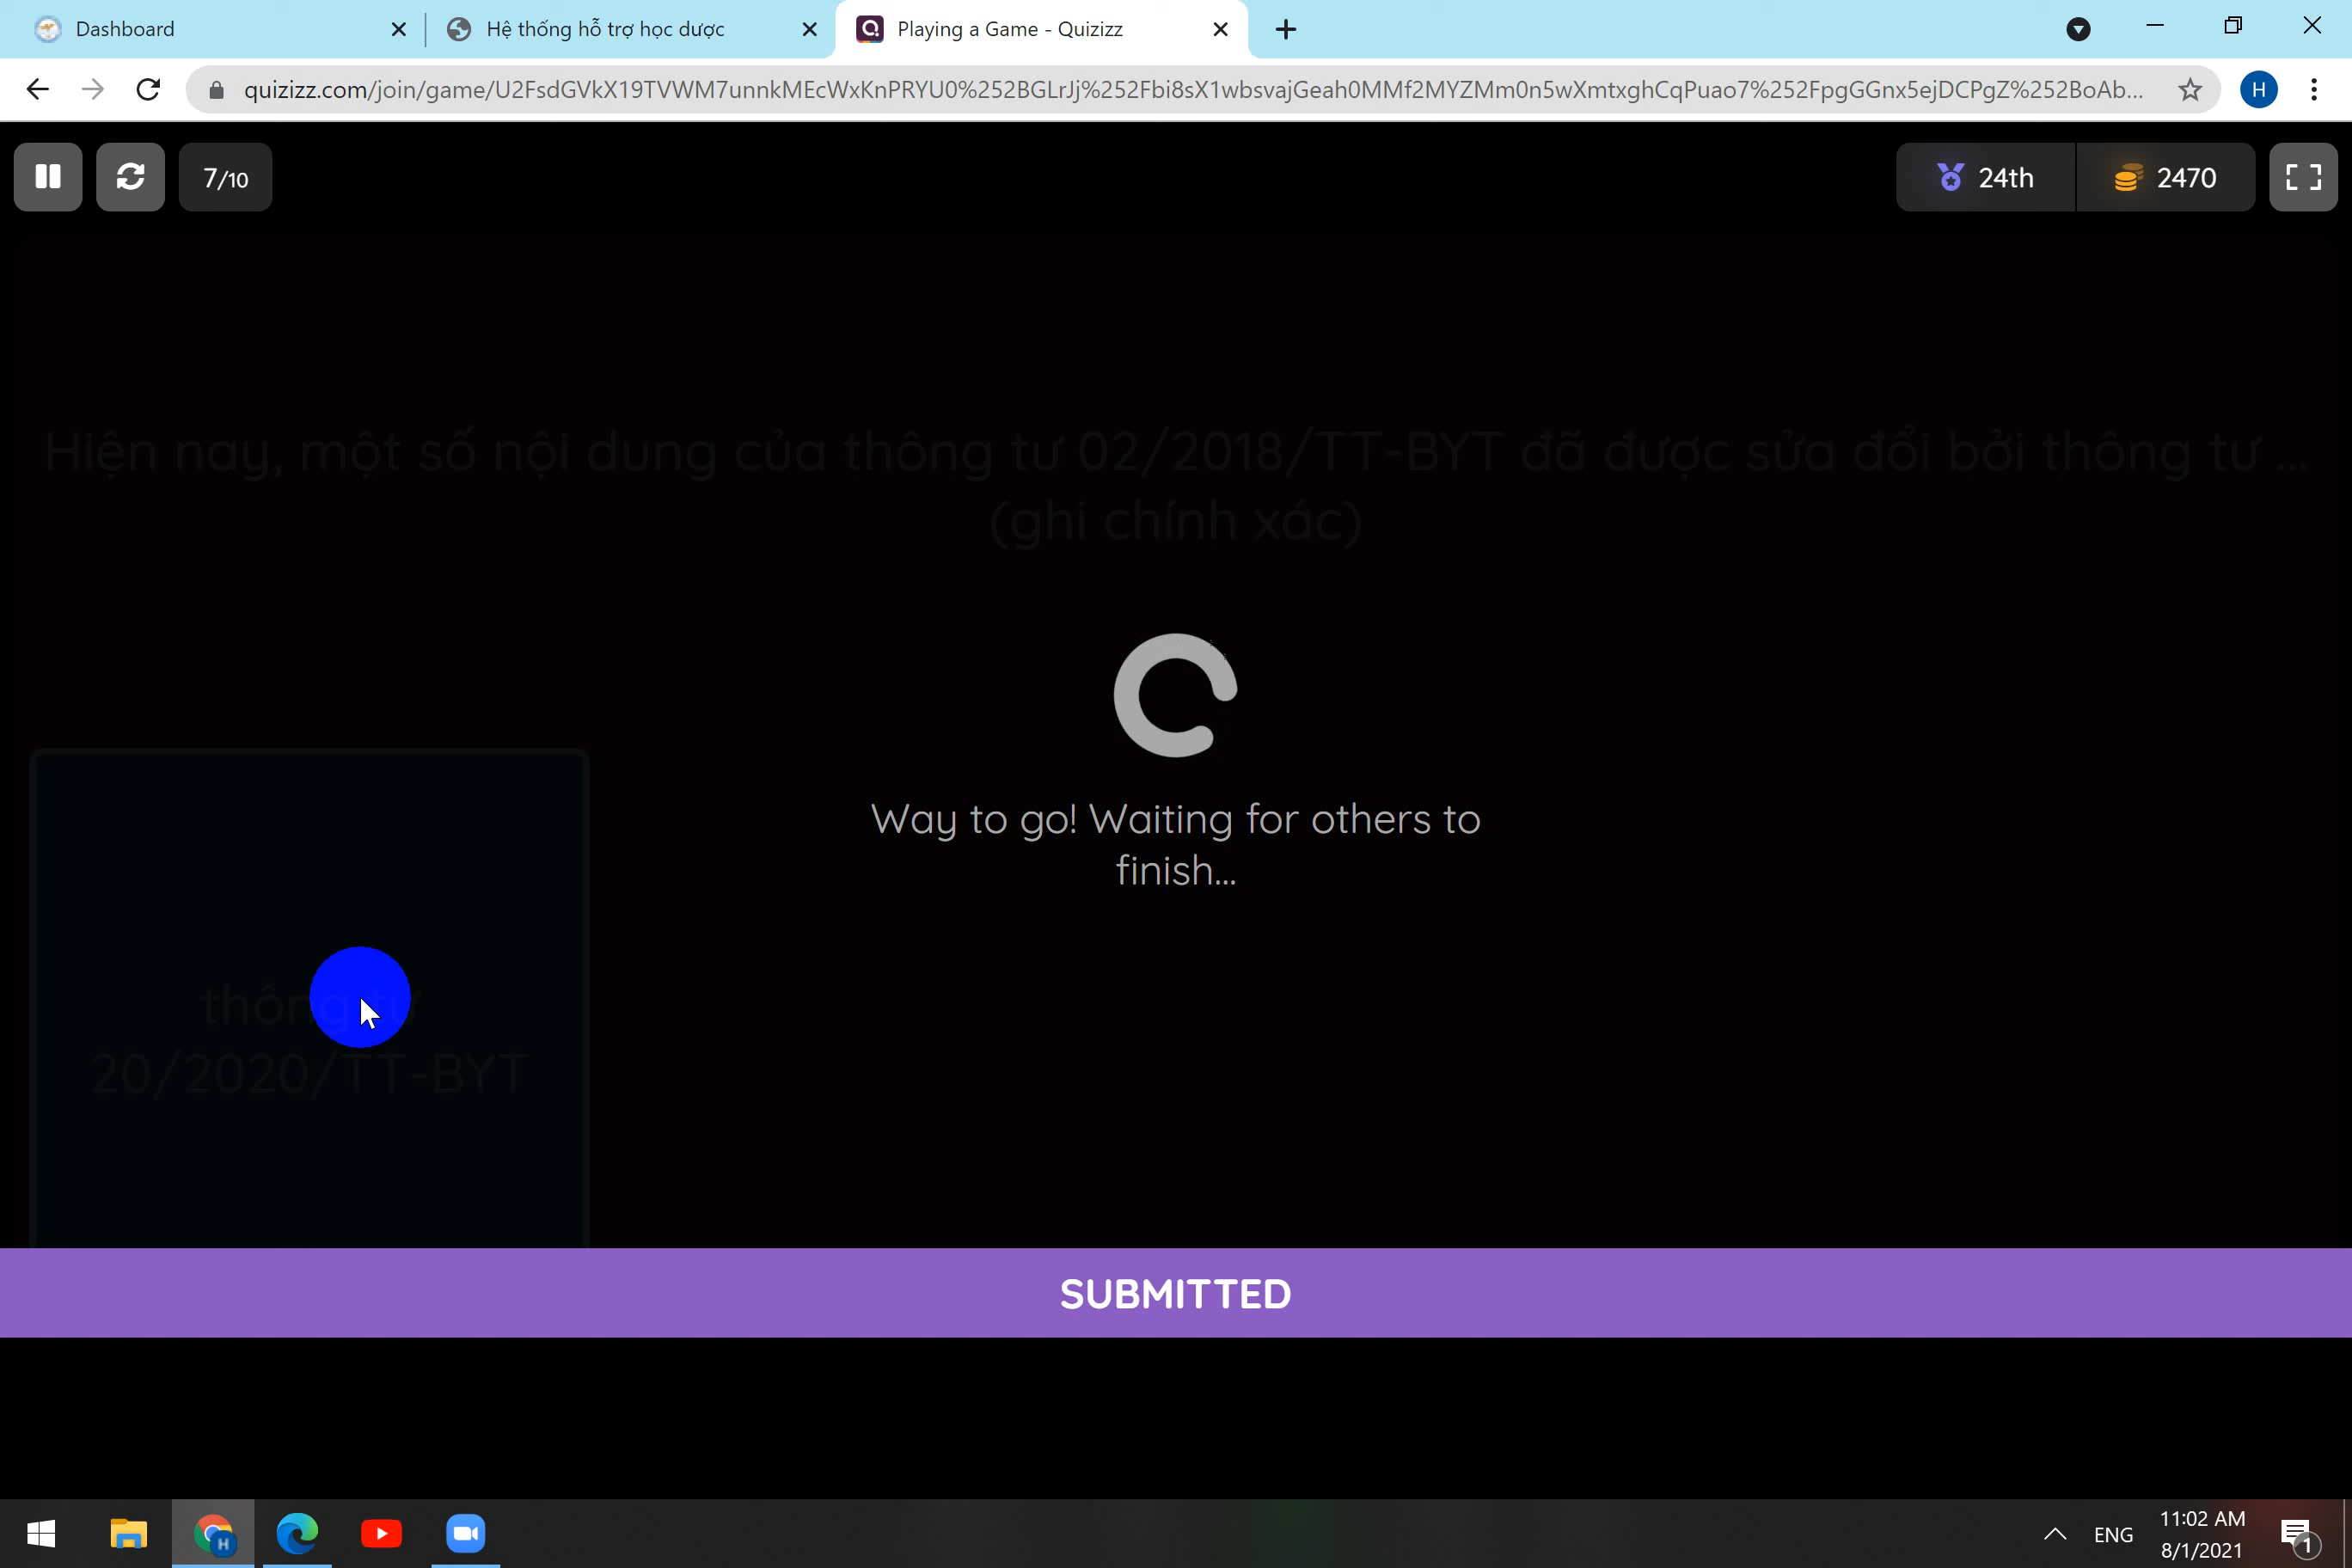 Dashboard
Hệ thống hỗ trợ học dược
Playing a Game - Quizizz
quizizz.com/join/game/U2FsdGVkX19TVWM7unnkMEcWxKnPRYU0%252BGLrJj%252Fbi8sX1wbsvajGeah0MMf2MYZMm0n5wXmtxghCqPuao7%252FpgGGnx5ejDCPgZ%252BoAb...
H
7/10
24th
2470
Hiện nay, một số nội dung của thông tư 02/2018/TT-BYT đã được sửa đổi bởi thông tư ...
(ghi chính xác)
Way to go! Waiting for others to
finish...
thông tư
20/2020/TT-BYT
SUBMITTED
H
ENG
11:02 AM
8/1/2021
1